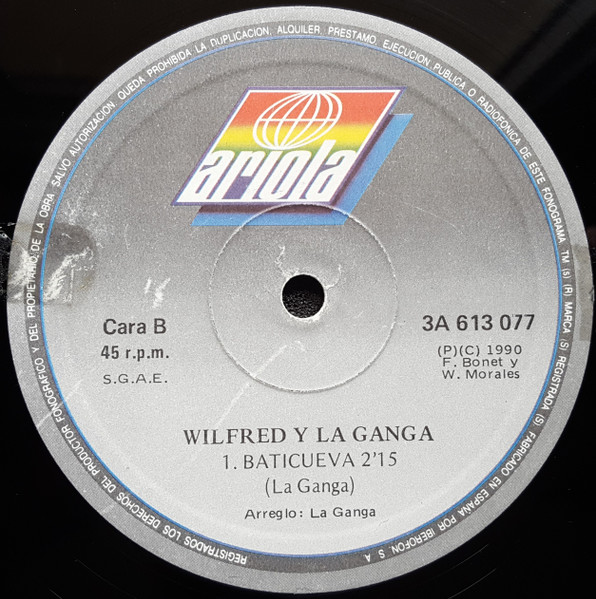 REGISTRADOS LOS DERECHOS DEL PRODUCTOR FONOGRAFICO Y DEL PROPIETARIO DE LA OBRA. SALVO AUTORIZACION, QUEDA PROHIBIDA LA DUPLICACION, ALQUILER, PRESTAMO, EJECUCION PUBLICA O RADIOFONICA DE ESTE FONOGRAMA. TM (s) (R) MARCA (S) REGISTRADA (S) FABRICADO EN ESPAÑA POR IBEROFON, S. A.
ariola
Cara B
45 r.p.m.
S.G.A.E.
3A 613 077
(P)(C) 1990
F. Bonet y
W. Morales
WILFRED Y LA GANGA
1. BATICUEVA 2'15
(La Ganga)
Arreglo: La Ganga